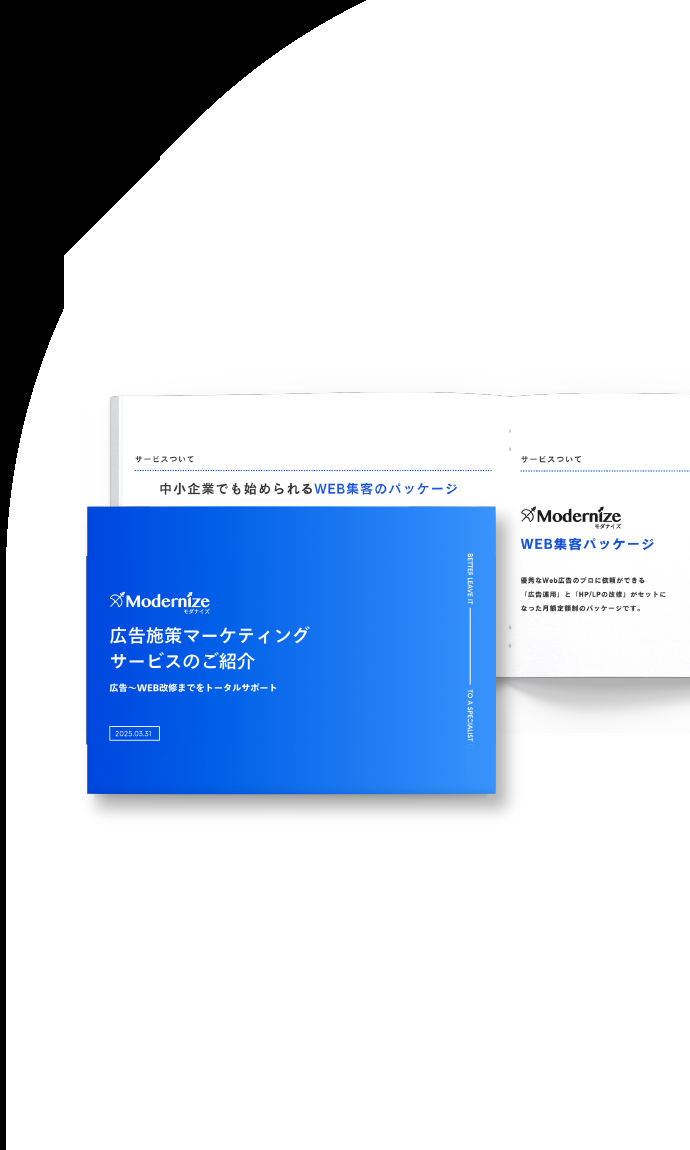 サービスついて
中小企業でも始められるWEB集客のパッケージ
サービスついて
Modernize
モダナイズ
WEB集客パッケージ
優秀なWeb広告のプロに依頼ができる
「広告運用」と「HP/LPの改修」がセットに
なった月額定額制のパッケージです。
Modernize
モダナイズ
広告施策マーケティング
サービスのご紹介
広告〜WEB改修までをトータルサポート
2025.03.31
BETTER LEAVE IT
TO A SPECIALIST